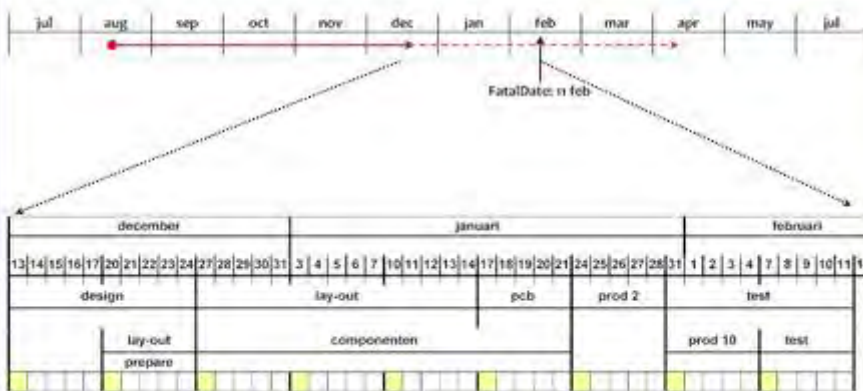 jul aug sep oct nov dec jan feb mar apr may jul
FatalDate: 11 feb
december januari februari
13 14 15 16 17 20 21 22 23 24 27 28 29 30 31 3 4 5 6 7 10 11 12 13 14 17 18 19 20 21 24 25 26 27 28 31 1 2 3 4 7 8 9 10 11
design lay-out pcb prod 2 test
lay-out componenten prod 10 test
prepare